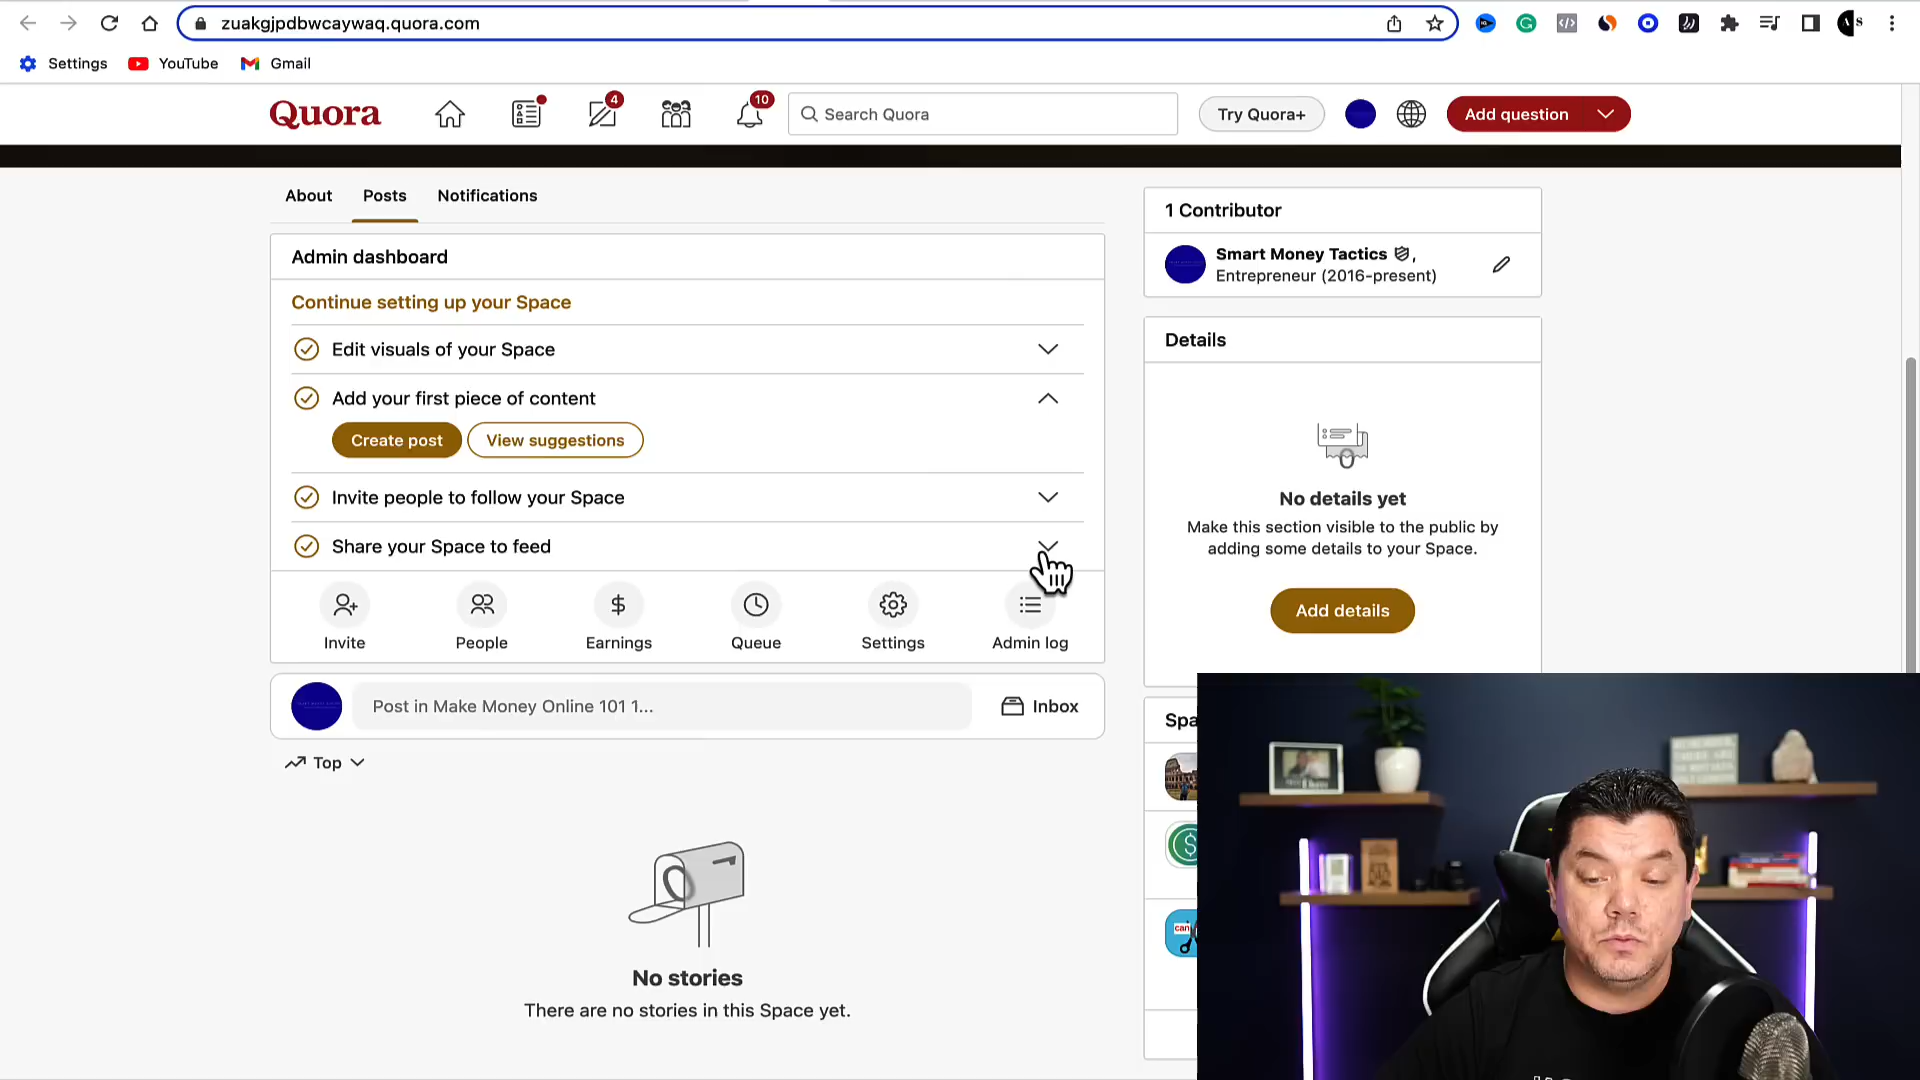 zuakgjpdbwcaywaq.quora.com
Settings
YouTube
Gmail
Quora
4
10
Search Quora
Try Quora+
Add question
About
Posts
Notifications
Admin dashboard
Continue setting up your Space
Edit visuals of your Space
Add your first piece of content
Create post
View suggestions
Invite people to follow your Space
Share your Space to feed
Invite
People
Earnings
Queue
Settings
Admin log
Post in Make Money Online 101 1...
Inbox
Top
No stories
There are no stories in this Space yet.
1 Contributor
Smart Money Tactics ,
Entrepreneur (2016-present)
Details
No details yet
Make this section visible to the public by
adding some details to your Space.
Add details
Spa
can